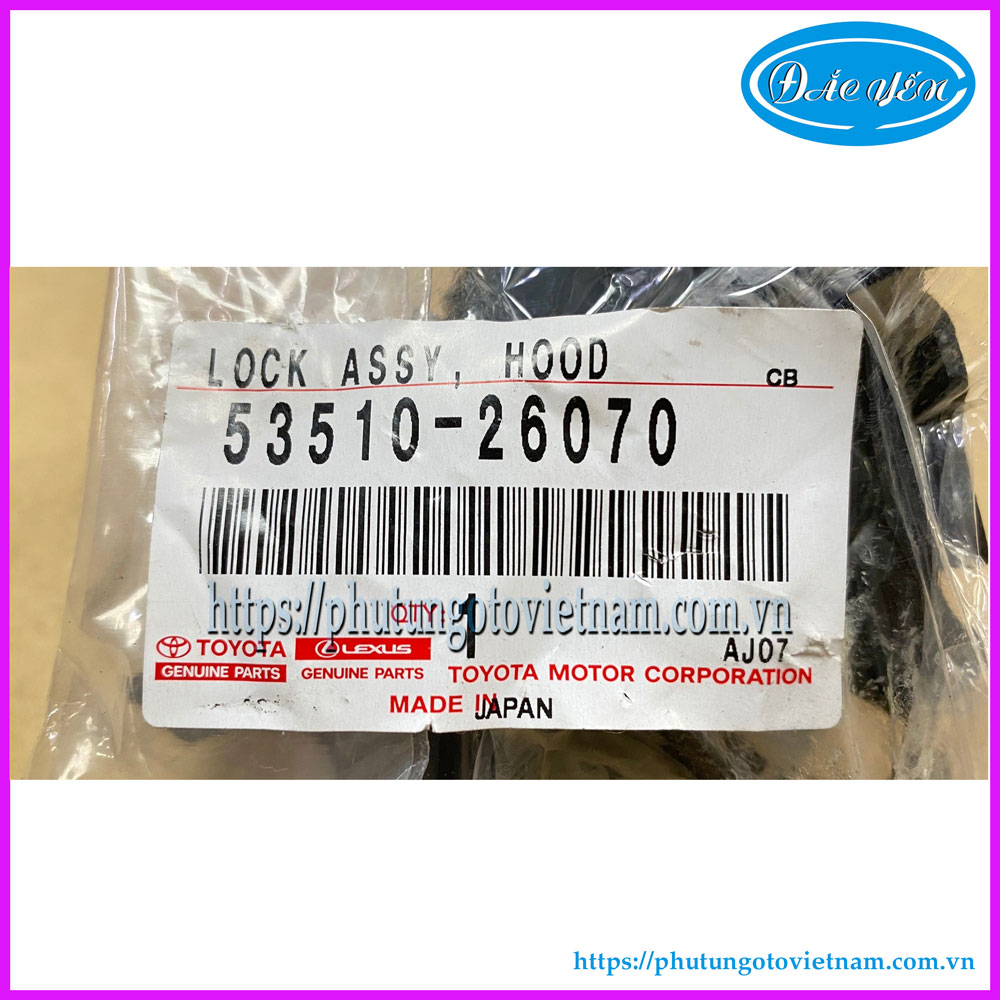 ĐẮC YẾN
LOCK ASSY, HOOD
CB
53510-26070
https://phutungotovietnam.com.vn
QTY: 1
TOYOTA LEXUS AJ07
GENUINE PARTS GENUINE PARTS TOYOTA MOTOR CORPORATION
MADE IN JAPAN
https://phutungotovietnam.com.vn